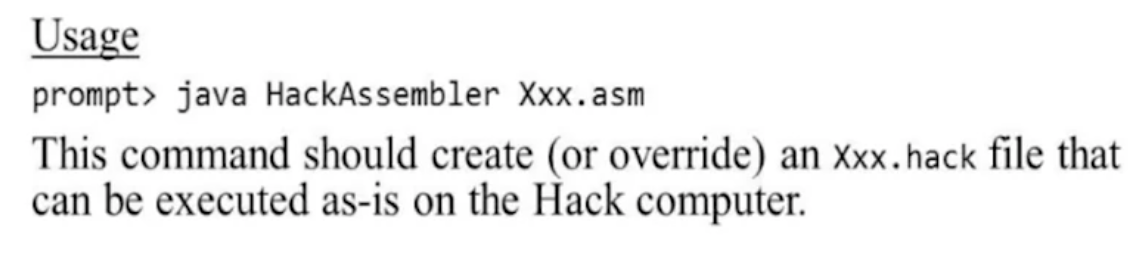 Usage
prompt> java HackAssembler Xxx.asm
This command should create (or override) an Xxx.hack file that
can be executed as-is on the Hack computer.